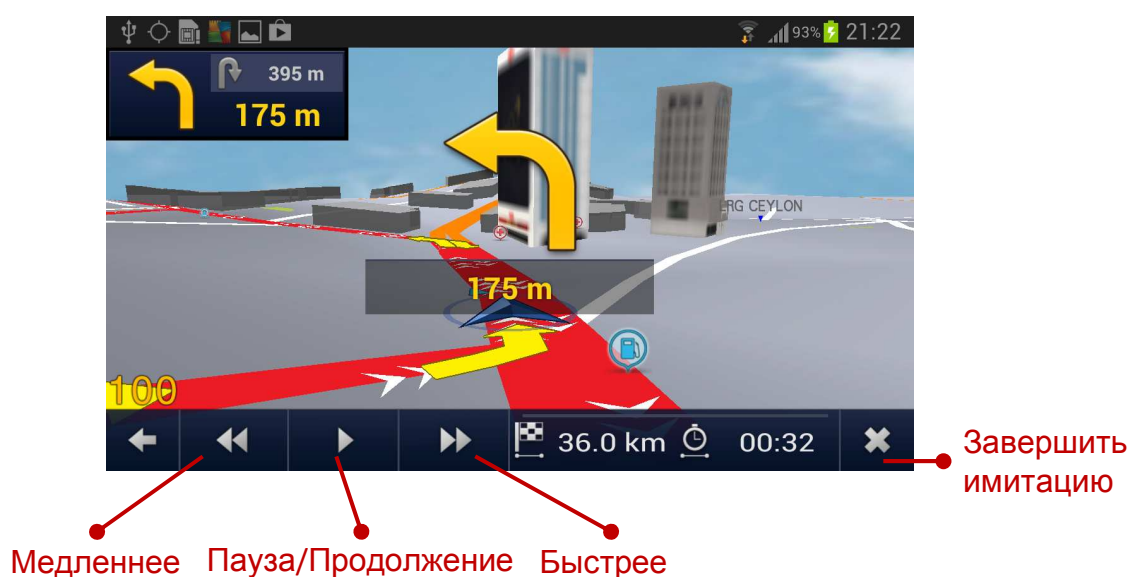 93% 21:22
395 m
175 m
RG CEYLON
175 m
100
36.0 km 00:32
Завершить
имитацию
Медленнее Пауза/Продолжение Быстрее